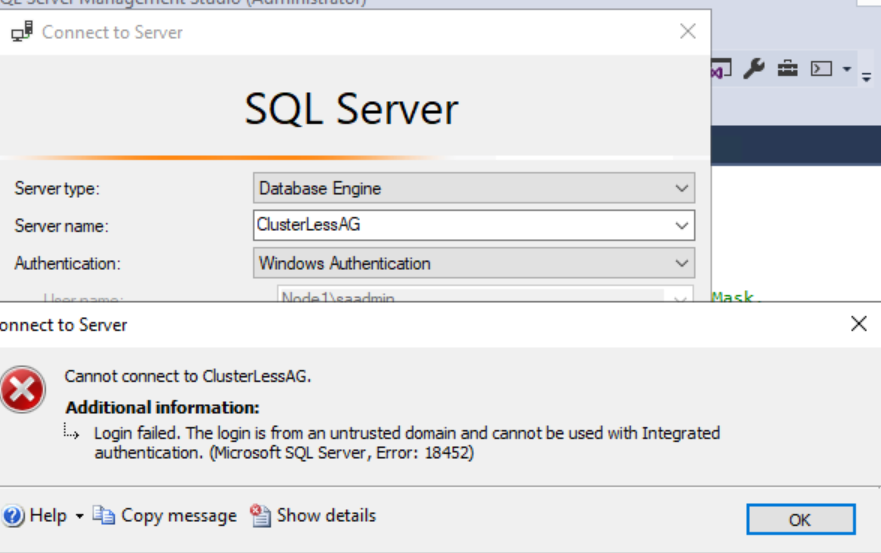 QL Server Management Studio (Administrator)
Connect to Server
SQL Server
Server type:
Database Engine
Server name:
ClusterLessAG
Authentication:
Windows Authentication
User name:
Node1\saadmin
Mask.
onnect to Server
Cannot connect to ClusterLessAG.
Additional information:
Login failed. The login is from an untrusted domain and cannot be used with Integrated
authentication. (Microsoft SQL Server, Error: 18452)
Help
Copy message
Show details
OK